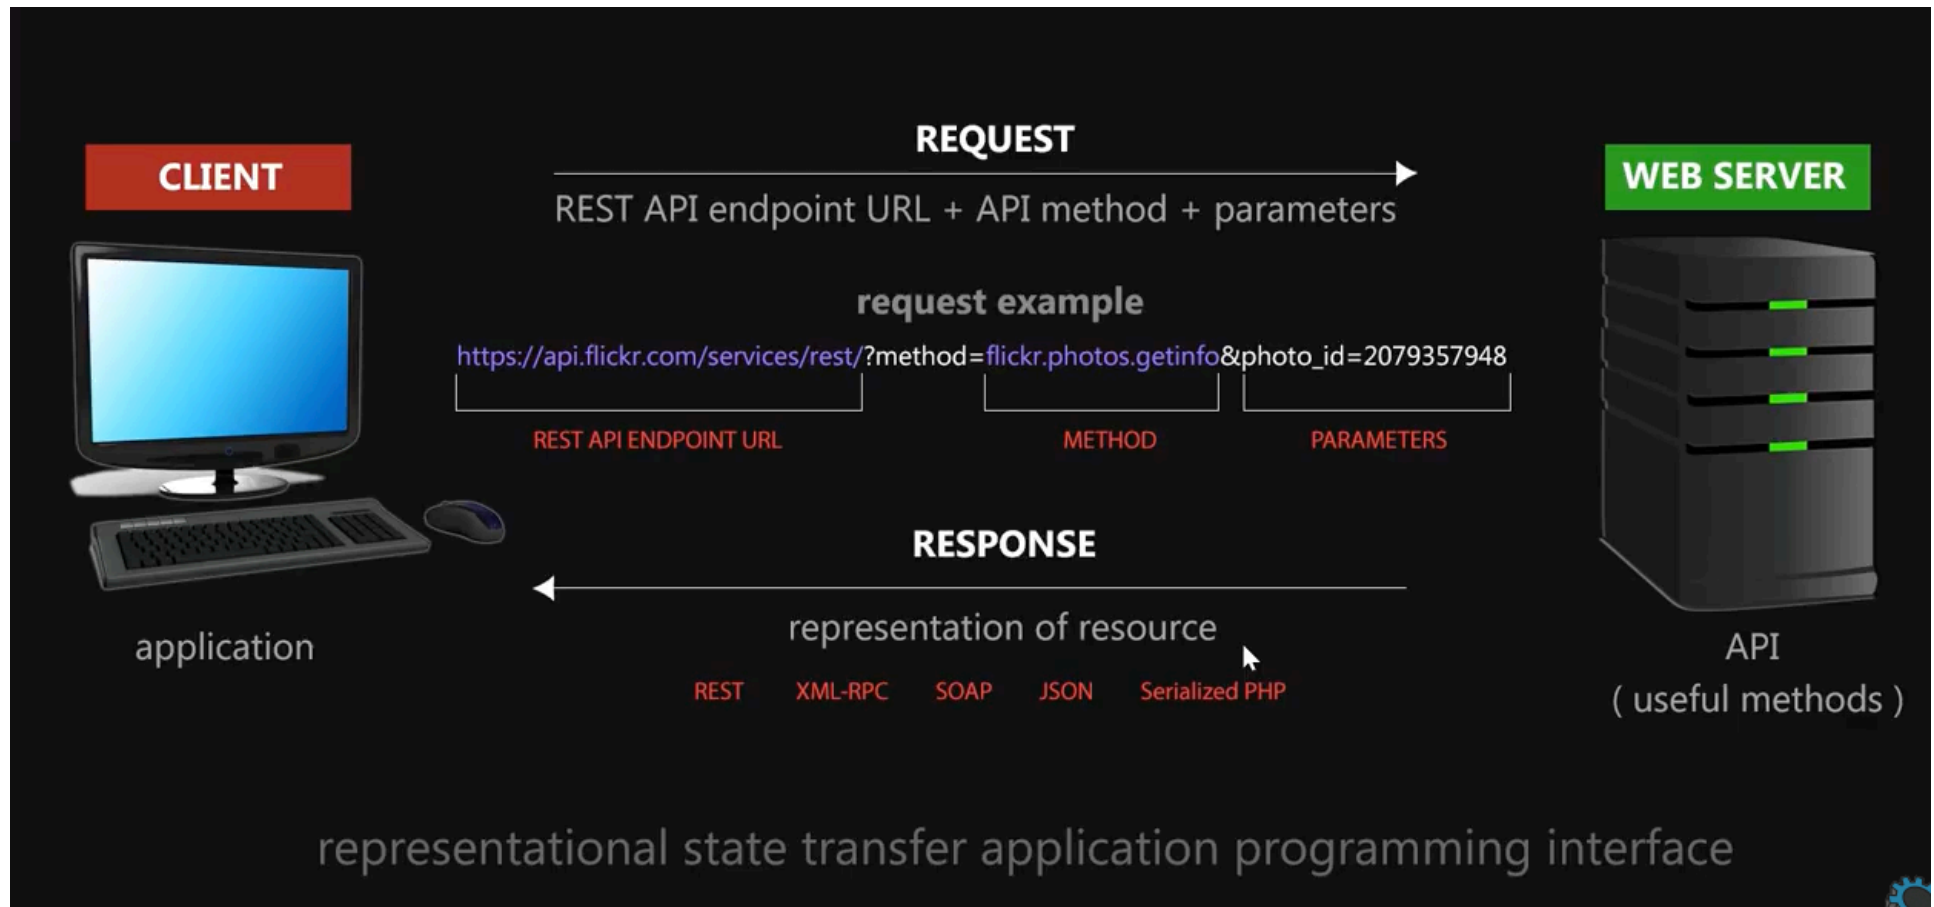 REQUEST
CLIENT
WEB SERVER
REST API endpoint URL + API method + parameters
request example
https://api.flickr.com/services/rest/?method=flickr.photos.getinfo&photo_id=2079357948
REST API ENDPOINT URL
METHOD
PARAMETERS
RESPONSE
representation of resource
application
API
( useful methods )
REST
XML-RPC
SOAP
JSON
Serialized PHP
representational state transfer application programming interface